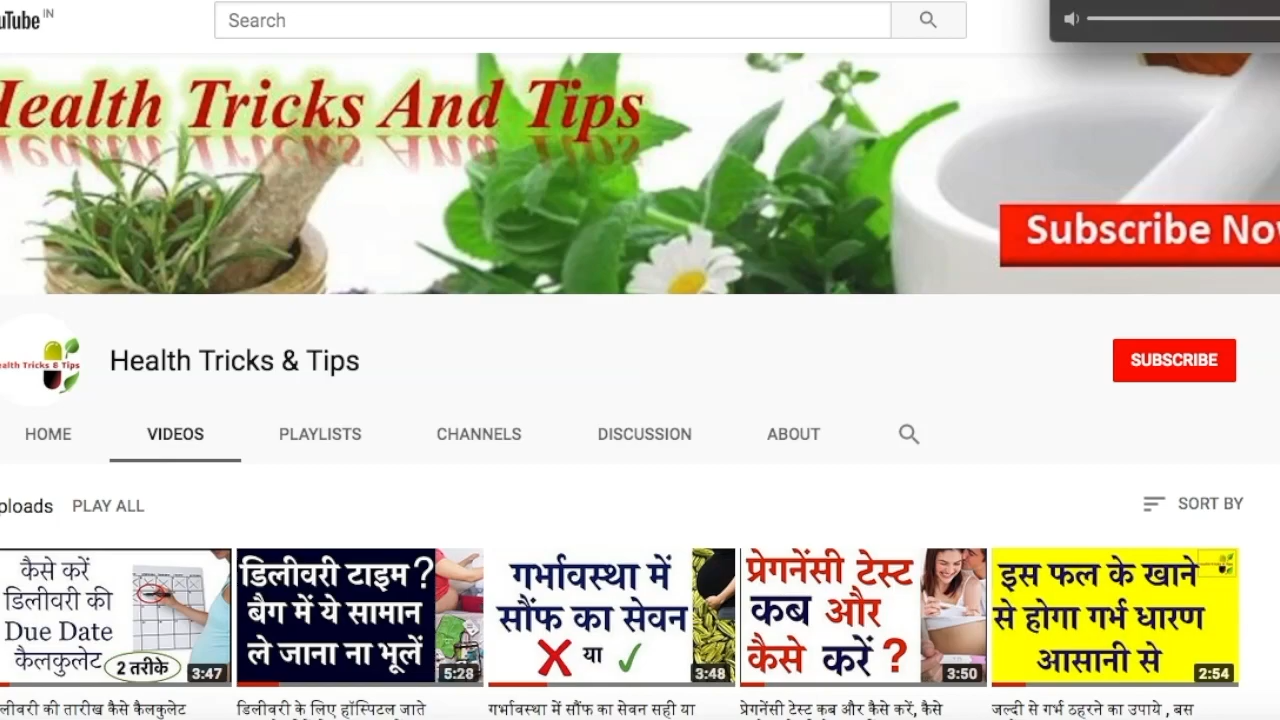 uTube IN
Search
Health Tricks And Tips
Subscribe Now
ealth Tricks & Tips
Health Tricks & Tips
SUBSCRIBE
HOME VIDEOS PLAYLISTS CHANNELS DISCUSSION ABOUT
ploads PLAY ALL SORT BY
कैसे करें
डिलीवरी की
Due Date
कैलकुलेट
2 तरीके
3:47
डिलीवरी टाइम ?
बैग में ये सामान
ले जाना ना भूलें
5:28
गर्भावस्था में
सौंफ का सेवन
या
3:48
प्रेगनेंसी टेस्ट
कब और
कैसे करें ?
3:50
इस फल के खाने
से होगा गर्भ धारण
आसानी से
2:54
लीवरी की तारीख कैसे कैलकुलेट
डिलीवरी के लिए हॉस्पिटल जाते
गर्भावस्था में सौंफ का सेवन सही या
प्रेगनेंसी टेस्ट कब और कैसे करें, कैसे
जल्दी से गर्भ ठहरने का उपाये , बस